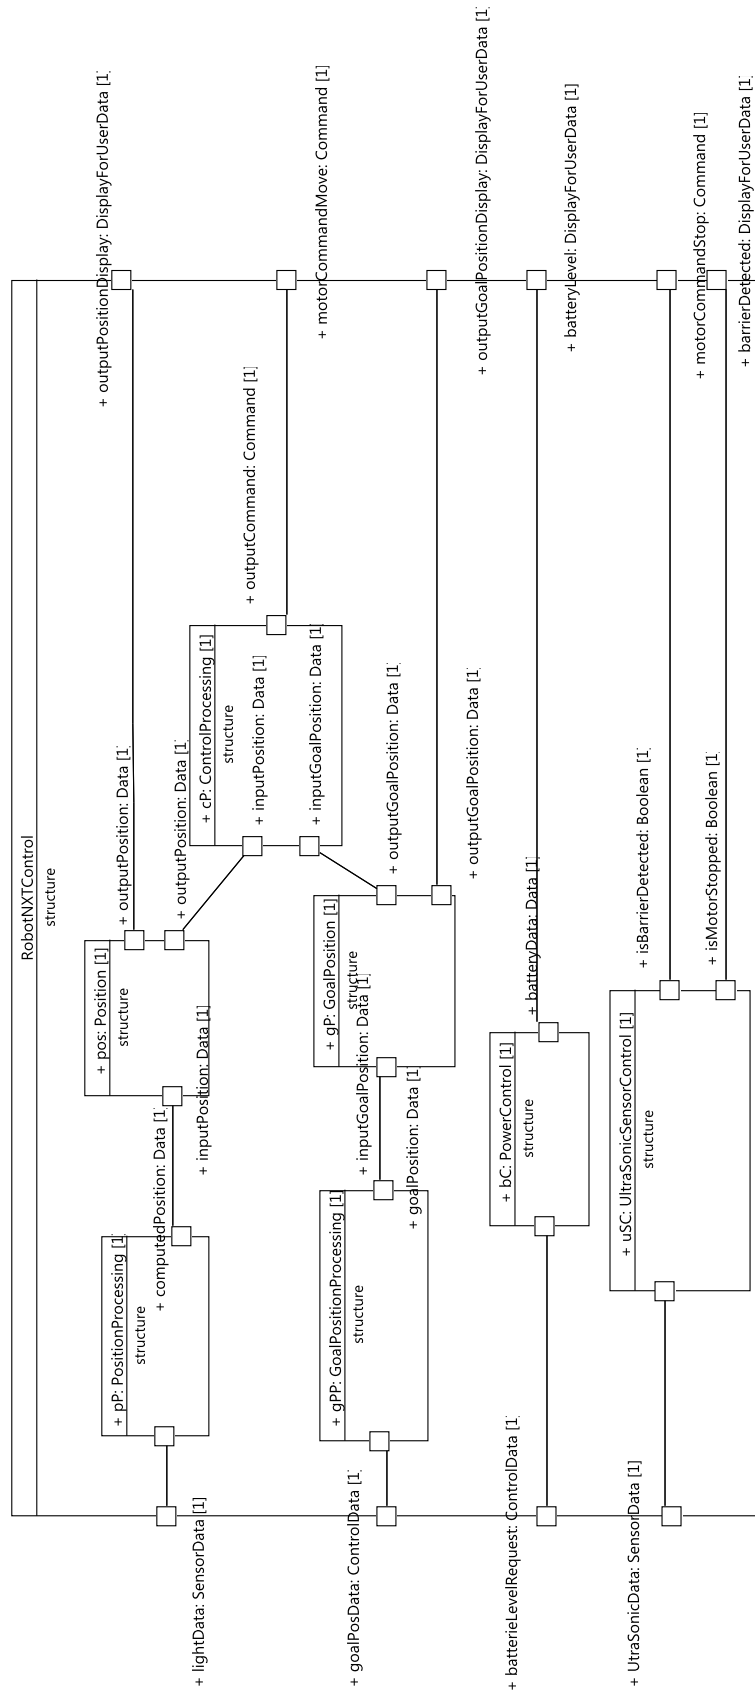 RobotNXTControl
structure
+ lightData: SensorData [1]
+ pP: PositionProcessing [1]
structure
+ computedPosition: Data [1]
+ inputPosition: Data [1]
+ pos: Position [1]
structure
+ outputPosition: Data [1]
+ outputPosition: Data [1]
+ outputPositionDisplay: DisplayForUserData [1]
+ cP: ControlProcessing [1]
structure
+ inputPosition: Data [1]
+ inputGoalPosition: Data [1]
+ outputCommand: Command [1]
+ motorCommandMove: Command [1]
+ goalPosData: ControlData [1]
+ gPP: GoalPositionProcessing [1]
structure
+ goalPosition: Data [1]
+ inputGoalPosition: Data [1]
+ gP: GoalPosition [1]
structure
+ outputGoalPosition: Data [1]
+ outputGoalPosition: Data [1]
+ outputGoalPositionDisplay: DisplayForUserData [1]
+ batterieLevelRequest: ControlData [1]
+ bC: PowerControl [1]
structure
+ batteryData: Data [1]
+ batteryLevel: DisplayForUserData [1]
+ UtraSonicData: SensorData [1]
+ uSC: UltraSonicSensorControl [1]
structure
+ isBarrierDetected: Boolean [1]
+ isMotorStopped: Boolean [1]
+ motorCommandStop: Command [1]
+ barrierDetected: DisplayForUserData [1]